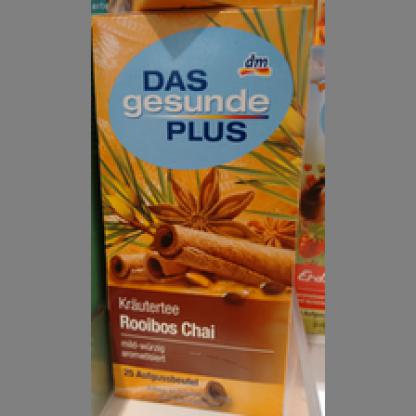 dm
DAS
gesunde
PLUS
Kräutertee
Rooibos Chai
mild-würzig
aromatisiert
25 Aufgussbeutel